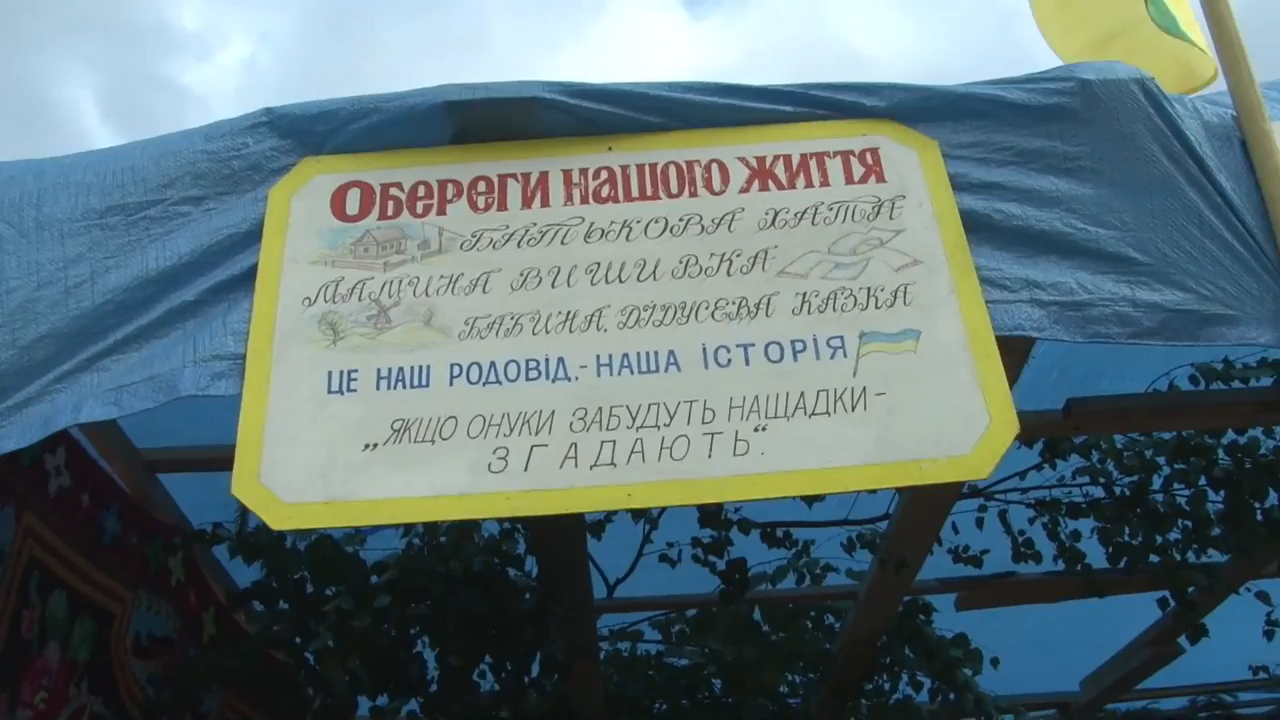 Обереги нашого життя
БАТЬКОВА ХАТА
МАМИНА ВИШИВКА
БАБИНА, ДІДУСЕВА КАЗКА
ЦЕ НАШ РОДОВІД,-НАША ІСТОРІЯ
„ЯКЩО ОНУКИ ЗАБУДУТЬ НАЩАДКИ-
ЗГАДАЮТЬ“.